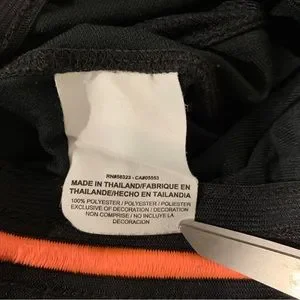 RN#56323 - CA#05553
MADE IN THAILAND/FABRIQUE EN
THAILANDE/HECHO EN TAILANDIA
100% POLYESTER / POLYESTER / POLIESTER
EXCLUSIVE OF DECORATION / DECORATION
NON COMPRISE / NO INCLUYE LA
DECORACIÓN